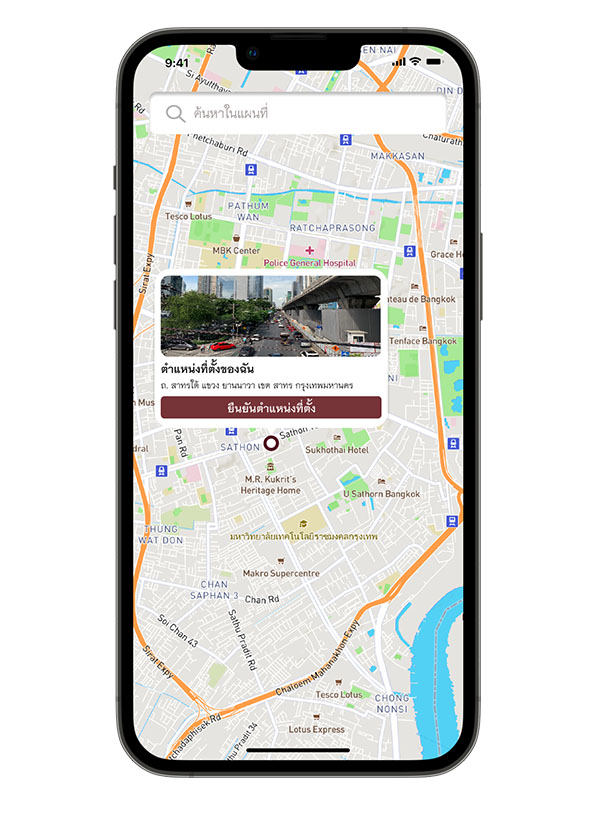 9:41
SEN NAI
Si Ayutthaya
DIN D
ค้นหาในแผนที่
Rd
Phetchaburi Rd
Chaturath
MAKKASAN
PATHUM
WAN
Tesco Lotus
RATCHAPRASONG
MBK Center
Police General Hospital
Grace H
Sirat Expy
ateau de Bangkok
Tenface Bangkok
ตำแหน่งที่ตั้งของฉัน
ถ. สาทรใต้ แขวง ยานนาวา เขต สาทร กรุงเทพมหานคร
NI
ยืนยันตำแหน่งที่ตั้ง
n Mus
Pan Rd
Sathon
SATHON
dral
Sukhothai Hotel
M.R. Kukrit's
Heritage Home
U Sathorn Bangkok
THUNG
WAT DON
มหาวิทยาลัยเทคโนโลยีราชมงคลกรุงเทพ
Makro Supercentre
CHAN
SAPHAN 3
Chan Rd
Soi Chan 43
Sathu Pradit Rd
Sirat Expy
Chaloem Mahanakhon Expy
Tesco Lotus
CHONG
NONSI
tchadaphisek Rd
thu Pradit 34
Lotus Express